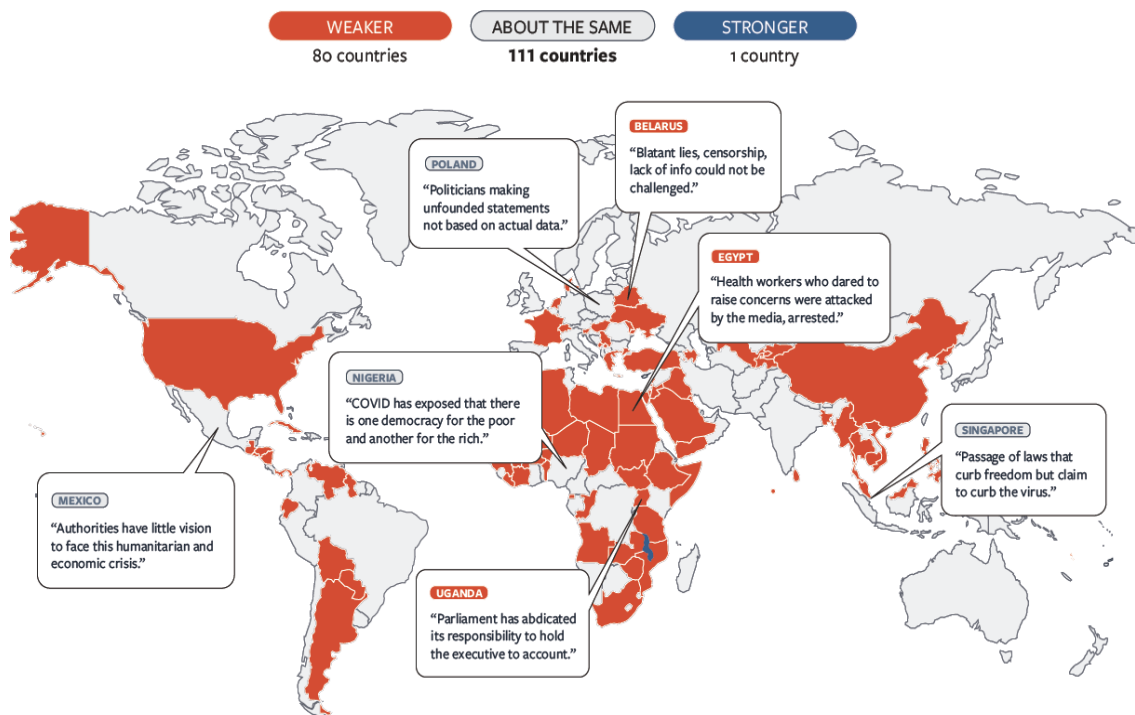 WEAKER
80 countries
ABOUT THE SAME
111 countries
STRONGER
1 country
POLAND
“Politicians making
unfounded statements
not based on actual data.”
BELARUS
“Blatant lies, censorship,
lack of info could not be
challenged.”
EGYPT
“Health workers who dared to
raise concerns were attacked
by the media, arrested.”
NIGERIA
“COVID has exposed that there
is one democracy for the poor
and another for the rich.”
SINGAPORE
“Passage of laws that
curb freedom but claim
to curb the virus.”
MEXICO
“Authorities have little vision
to face this humanitarian and
economic crisis.”
UGANDA
“Parliament has abdicated
its responsibility to hold
the executive to account.”